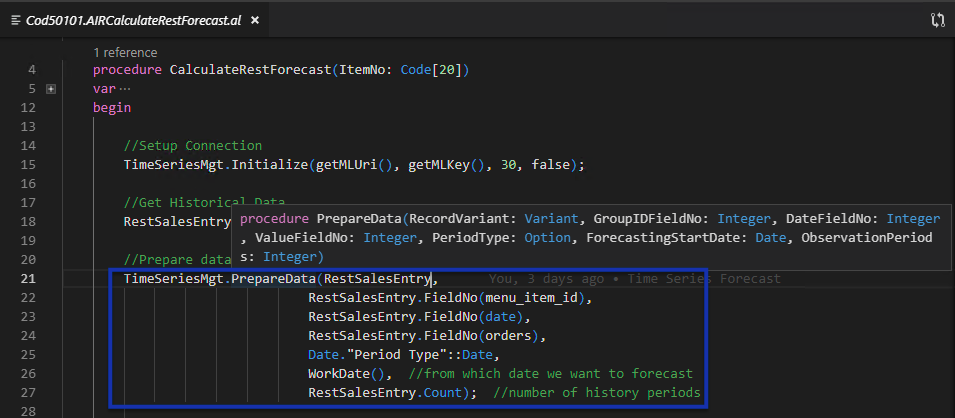 Cod50101.AIRCalculateRestForecast.al ×
1 reference
4 procedure CalculateRestForecast(ItemNo: Code[20])
5 var ...
12 begin
13
14 //Setup Connection
15 TimeSeriesMgt.Initialize(getMLUri(), getMLKey(), 30, false);
16
17 //Get Historical Data
18 RestSalesEntry
procedure PrepareData(RecordVariant: Variant, GroupIDFieldNo: Integer, DateFieldNo: Integer
19 , ValueFieldNo: Integer, PeriodType: Option, ForecastingStartDate: Date, ObservationPeriod
s: Integer)
20 //Prepare data
21 TimeSeriesMgt.PrepareData(RestSalesEntry, You, 3 days ago • Time Series Forecast
22 RestSalesEntry.FieldNo(menu_item_id),
23 RestSalesEntry.FieldNo(date),
24 RestSalesEntry.FieldNo(orders),
25 Date."Period Type"::Date,
26 WorkDate(), //from which date we want to forecast
27 RestSalesEntry.Count); //number of history periods
28